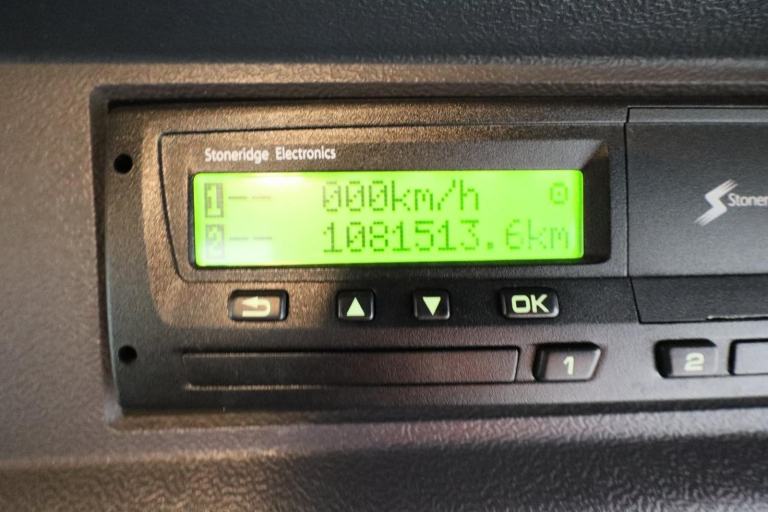 Stoneridge Electronics
1-- -- 000km/h
2-- -- 1081513.6km
Stoner
OK
1
2